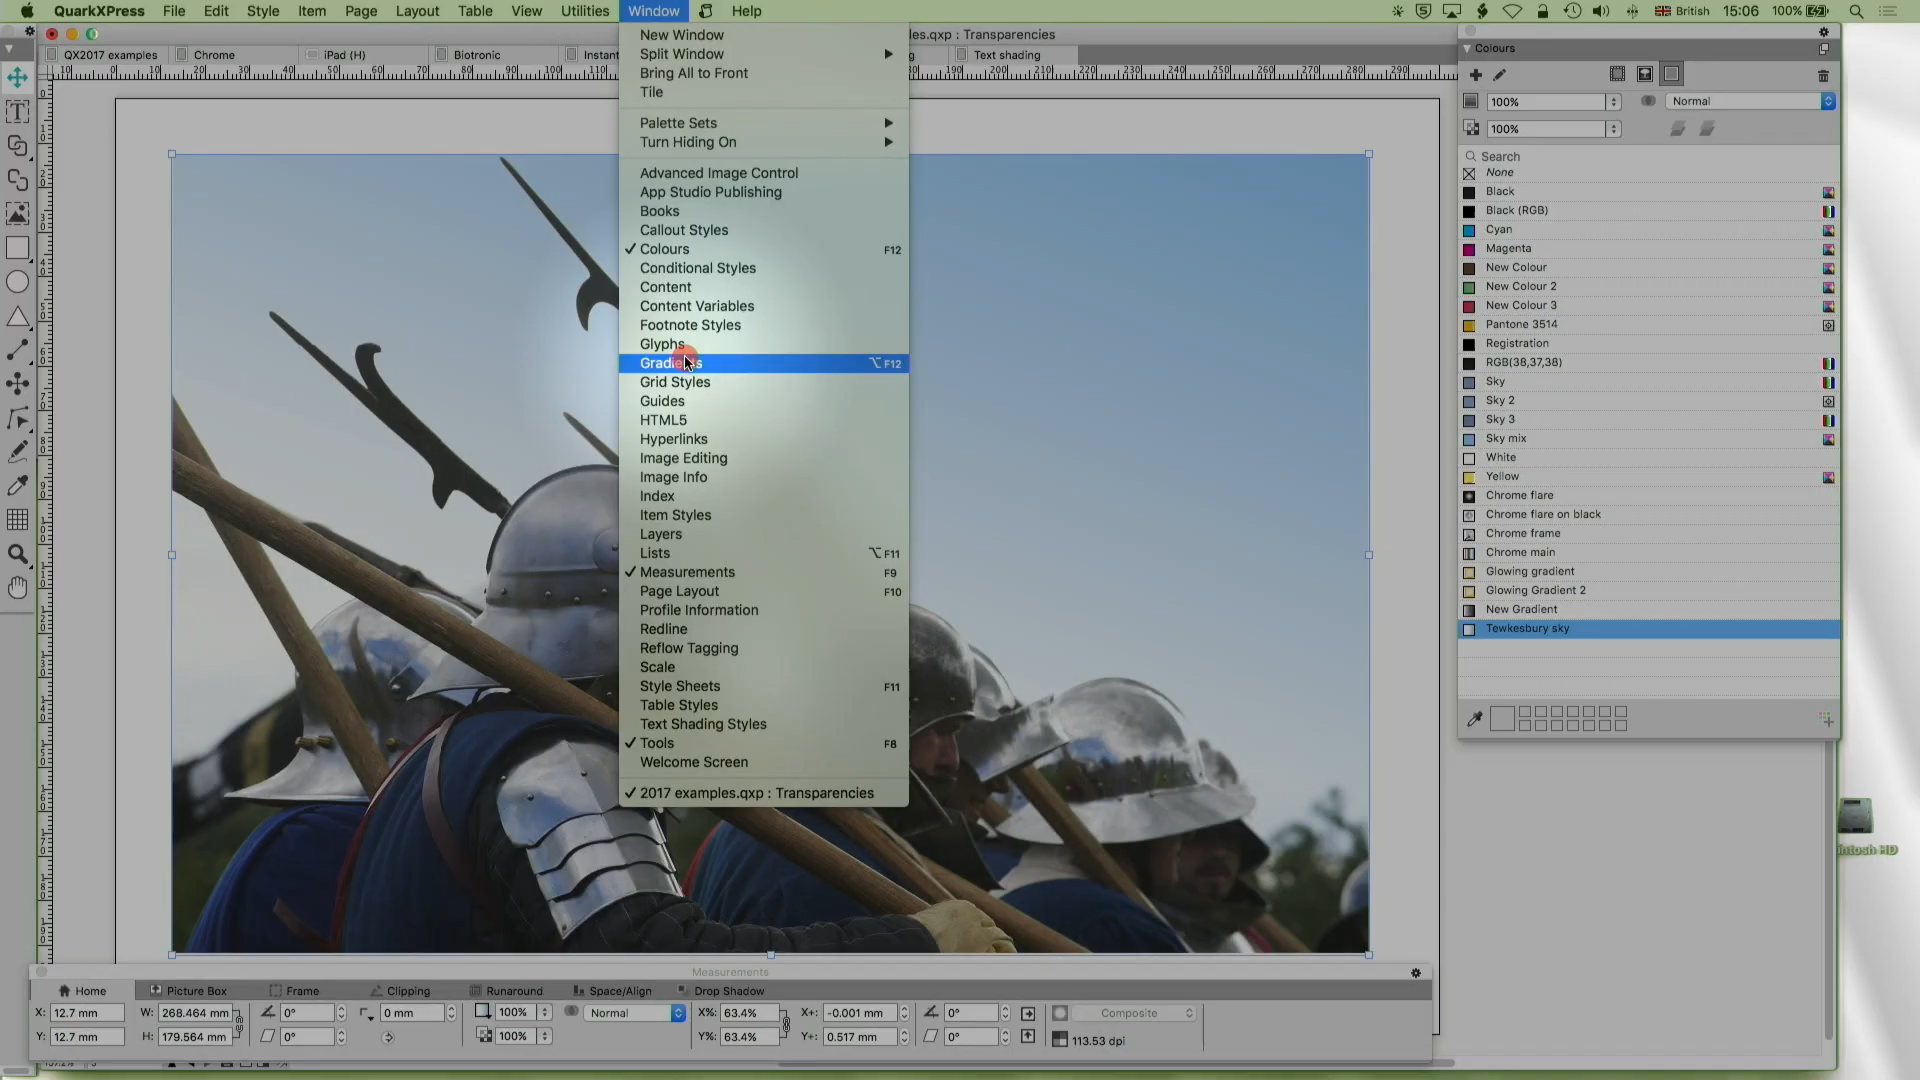 QuarkXPress File Edit Style Item Page Layout Table View Utilities Window Help British 15:06 100%
les.qxp : Transparencies
QX2017 examples Chrome iPad (H) Biotronic Instant g Text shading
New Window
Split Window
Bring All to Front
Tile
Palette Sets
Turn Hiding On
Advanced Image Control
App Studio Publishing
Books
Callout Styles
✓ Colours F12
Conditional Styles
Content
Content Variables
Footnote Styles
Glyphs
Gradients ⌥F12
Grid Styles
Guides
HTML5
Hyperlinks
Image Editing
Image Info
Index
Item Styles
Layers
Lists ⌥F11
✓ Measurements F9
Page Layout F10
Profile Information
Redline
Reflow Tagging
Scale
Style Sheets F11
Table Styles
Text Shading Styles
✓ Tools F8
Welcome Screen
✓ 2017 examples.qxp : Transparencies
Colours
100% Normal
100%
Search
None
Black
Black (RGB)
Cyan
Magenta
New Colour
New Colour 2
New Colour 3
Pantone 3514
Registration
RGB(38,37,38)
Sky
Sky 2
Sky 3
Sky mix
White
Yellow
Chrome flare
Chrome flare on black
Chrome frame
Chrome main
Glowing gradient
Glowing Gradient 2
New Gradient
Tewkesbury sky
intosh HD
Measurements
Home Picture Box Frame Clipping Runaround Space/Align Drop Shadow
X: 12.7 mm W: 268.464 mm 0° 0 mm 100% Normal X%: 63.4% X+: -0.001 mm 0° Composite
Y: 12.7 mm H: 179.564 mm 0° 100% Y%: 63.4% Y+: 0.517 mm 0° 113.53 dpi